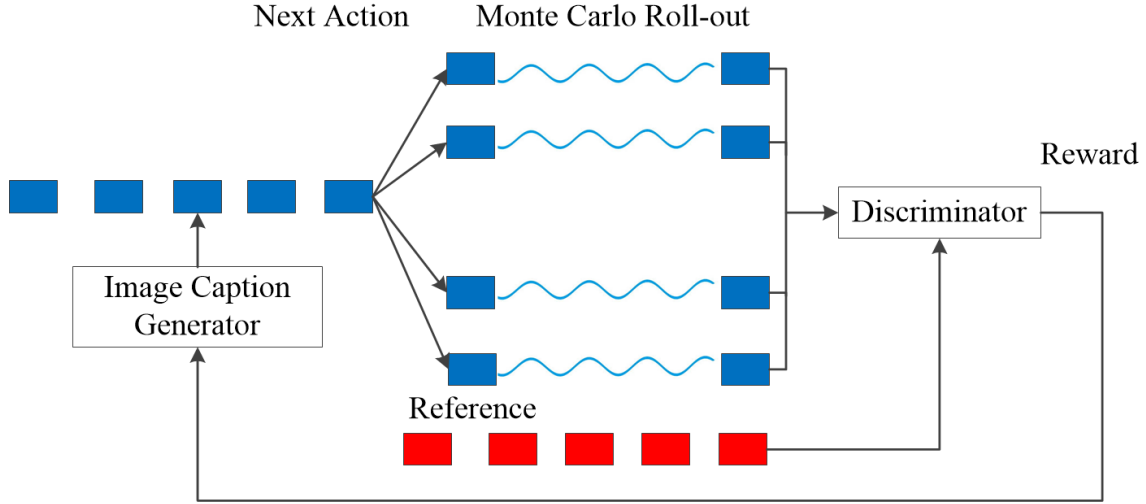 Next Action
Monte Carlo Roll-out
Reward
Discriminator
Image Caption
Generator
Reference